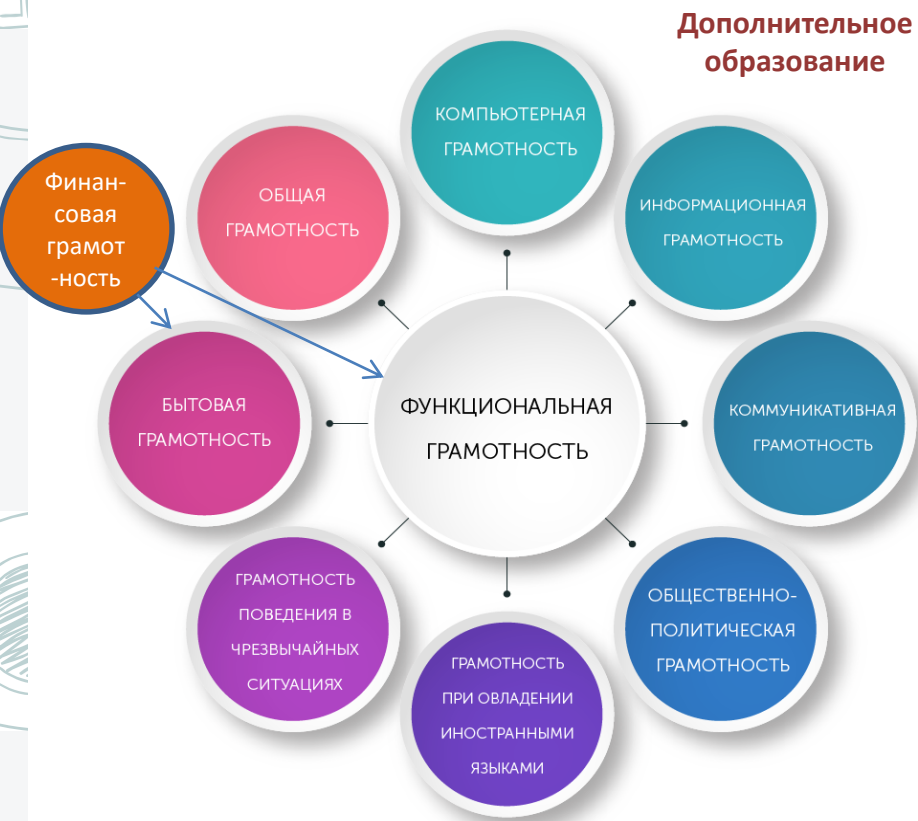 Дополнительное
образование
КОМПЬЮТЕРНАЯ
ГРАМОТНОСТЬ
ОБЩАЯ
ГРАМОТНОСТЬ
ИНФОРМАЦИОННАЯ
ГРАМОТНОСТЬ
Финан-
совая
грамот
-ность
БЫТОВАЯ
ГРАМОТНОСТЬ
ФУНКЦИОНАЛЬНАЯ
ГРАМОТНОСТЬ
КОММУНИКАТИВНАЯ
ГРАМОТНОСТЬ
ГРАМОТНОСТЬ
ПОВЕДЕНИЯ В
ЧРЕЗВЫЧАЙНЫХ
СИТУАЦИЯХ
ОБЩЕСТВЕННО-
ПОЛИТИЧЕСКАЯ
ГРАМОТНОСТЬ
ГРАМОТНОСТЬ
ПРИ ОВЛАДЕНИИ
ИНОСТРАННЫМИ
ЯЗЫКАМИ